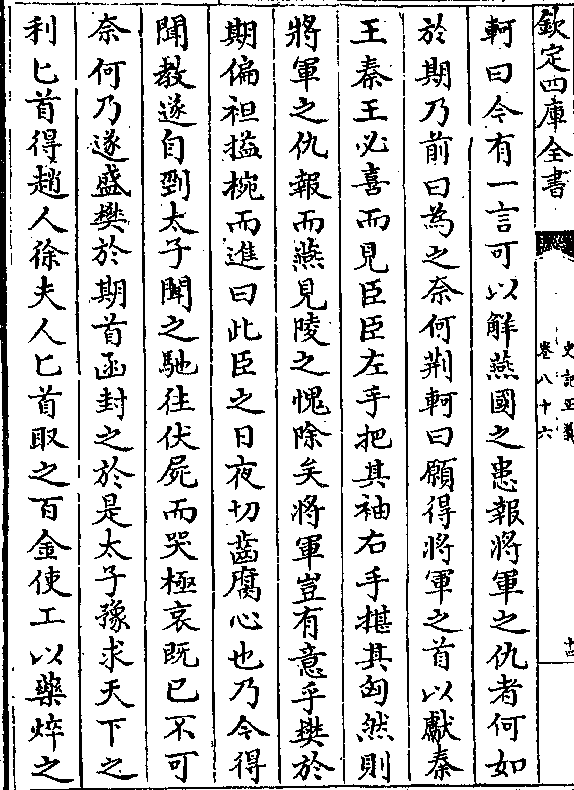 欽定四庫全書
史記正義
卷八十六
十四
軻曰今有一言可以解燕國之患報將軍之仇者何如
於期乃前曰為之奈何荆軻曰願得將軍之首以獻秦
王秦王必喜而見臣臣左手把其袖右手揕其匈然則
將軍之仇報而燕見陵之愧除矣將軍豈有意乎樊於
期偏袒搤椀而進曰此臣之日夜切齒腐心也乃今得
聞教遂自剄太子聞之馳往伏屍而哭極哀既已不可
奈何乃遂盛樊於期首函封之於是太子豫求天下之
利匕首得趙人徐夫人匕首取之百金使工以藥焠之